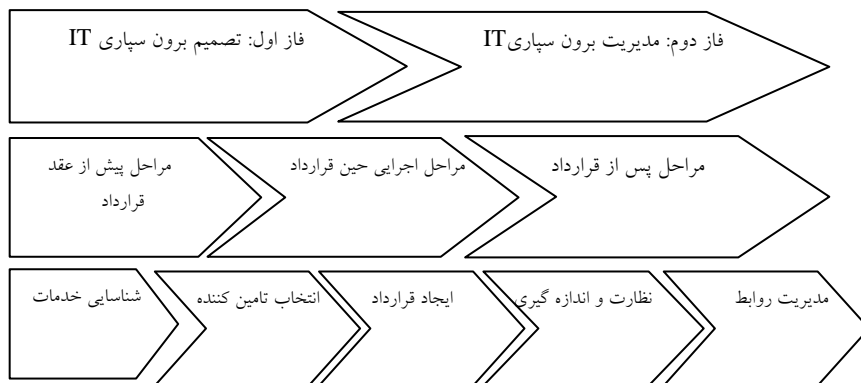 فاز اول: تصمیم برون سپاری IT
فاز دوم: مدیریت برون سپاریIT
مراحل پیش از عقد
قرارداد
مراحل اجرایی حین قرارداد
مراحل پس از قرارداد
شناسایی خدمات
انتخاب تامین کننده
ایجاد قرارداد
نظارت و اندازه گیری
مدیریت روابط